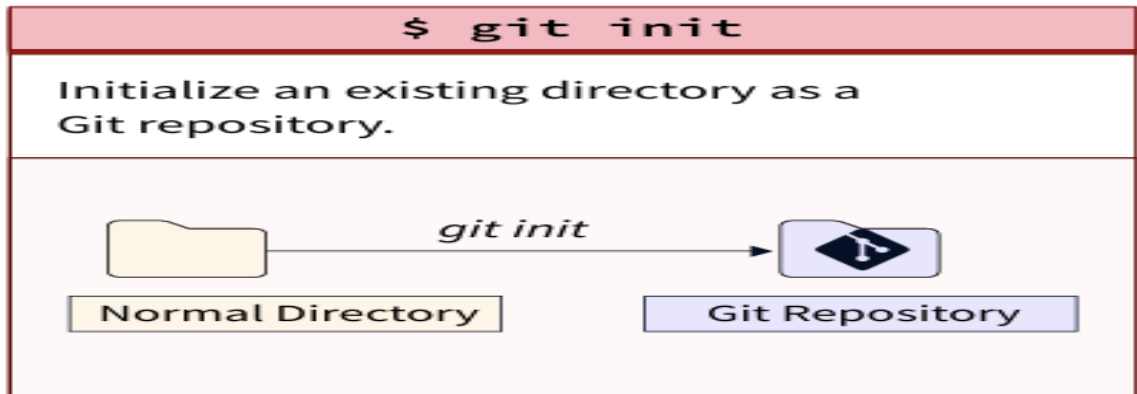 $ git init
Initialize an existing directory as a
Git repository.
git init
Normal Directory
Git Repository